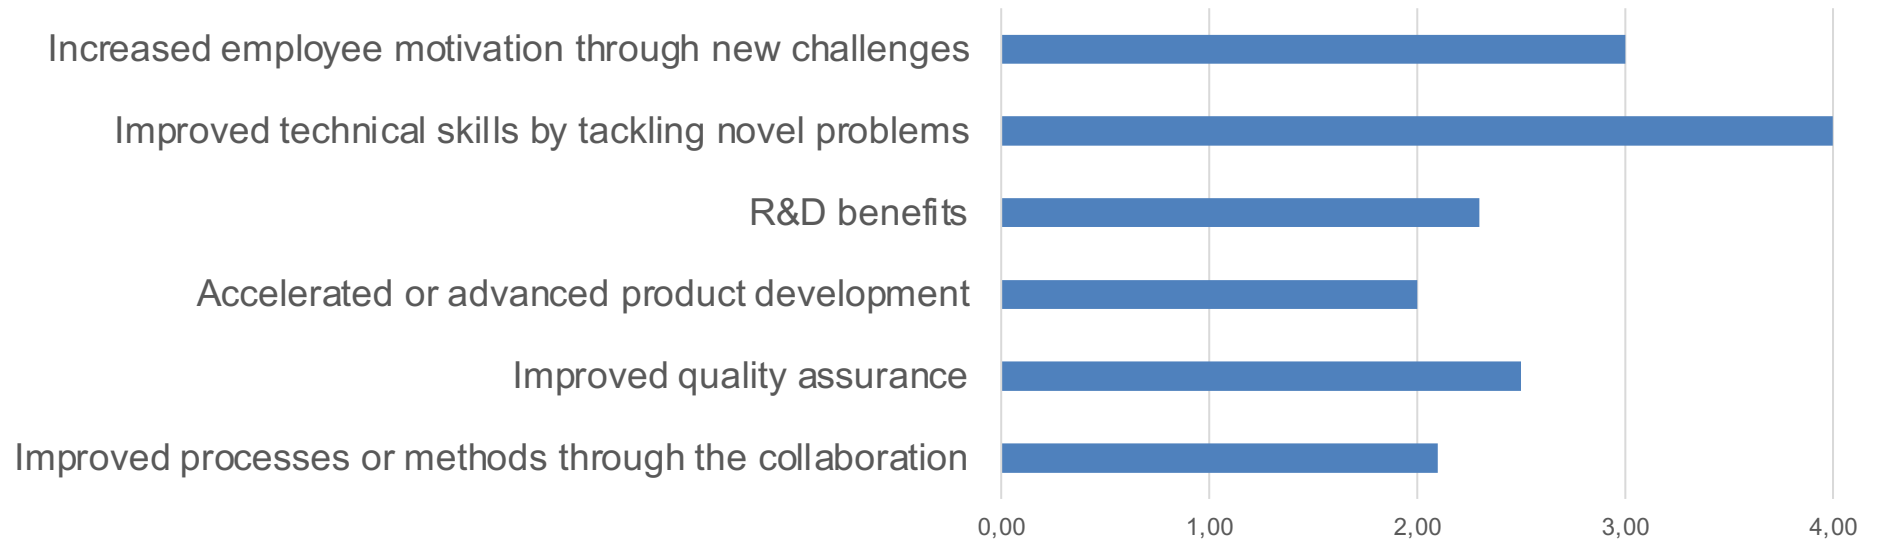 Increased employee motivation through new challenges
Improved technical skills by tackling novel problems
R&D benefits
Accelerated or advanced product development
Improved quality assurance
Improved processes or methods through the collaboration
0,00 1,00 2,00 3,00 4,00